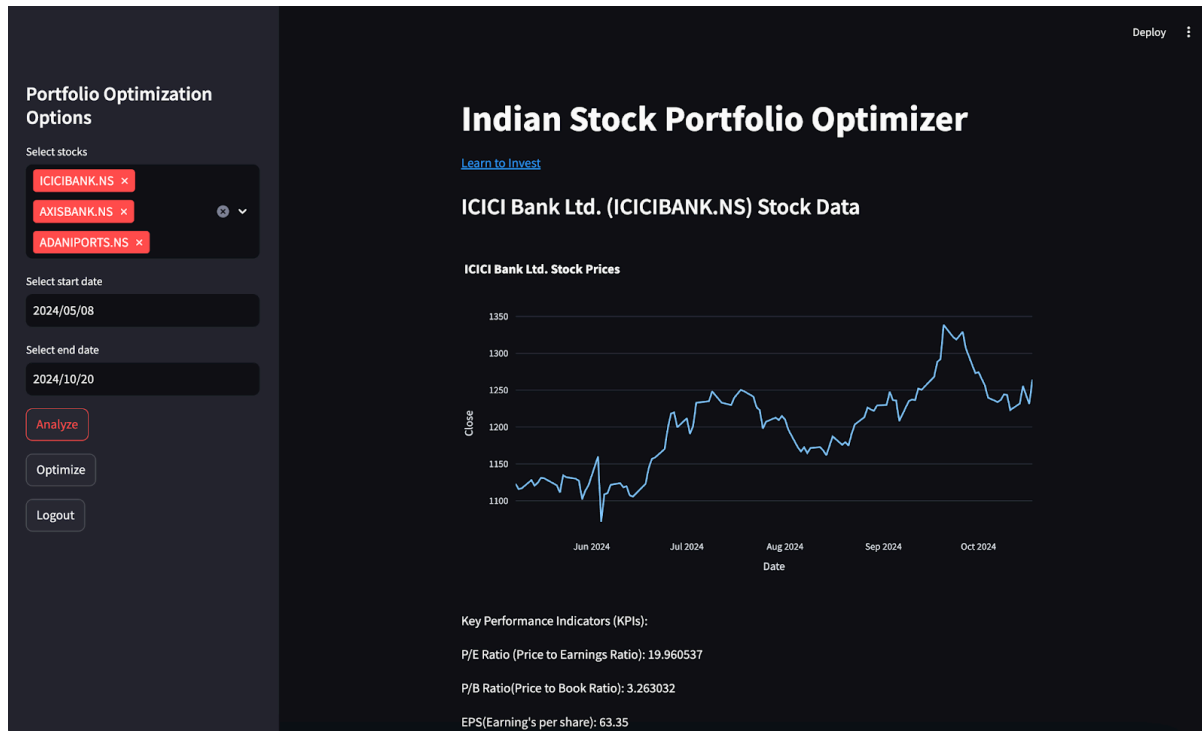 Deploy
Portfolio Optimization
Options
Select stocks
ICICIBANK.NS ×
AXISBANK.NS ×
ADANIPORTS.NS ×
Select start date
2024/05/08
Select end date
2024/10/20
Analyze
Optimize
Logout
Indian Stock Portfolio Optimizer
Learn to Invest
ICICI Bank Ltd. (ICICIBANK.NS) Stock Data
ICICI Bank Ltd. Stock Prices
1350
1300
1250
1200
1150
1100
Close
Jun 2024 Jul 2024 Aug 2024 Sep 2024 Oct 2024
Date
Key Performance Indicators (KPIs):
P/E Ratio (Price to Earnings Ratio): 19.960537
P/B Ratio(Price to Book Ratio): 3.263032
EPS(Earning's per share): 63.35